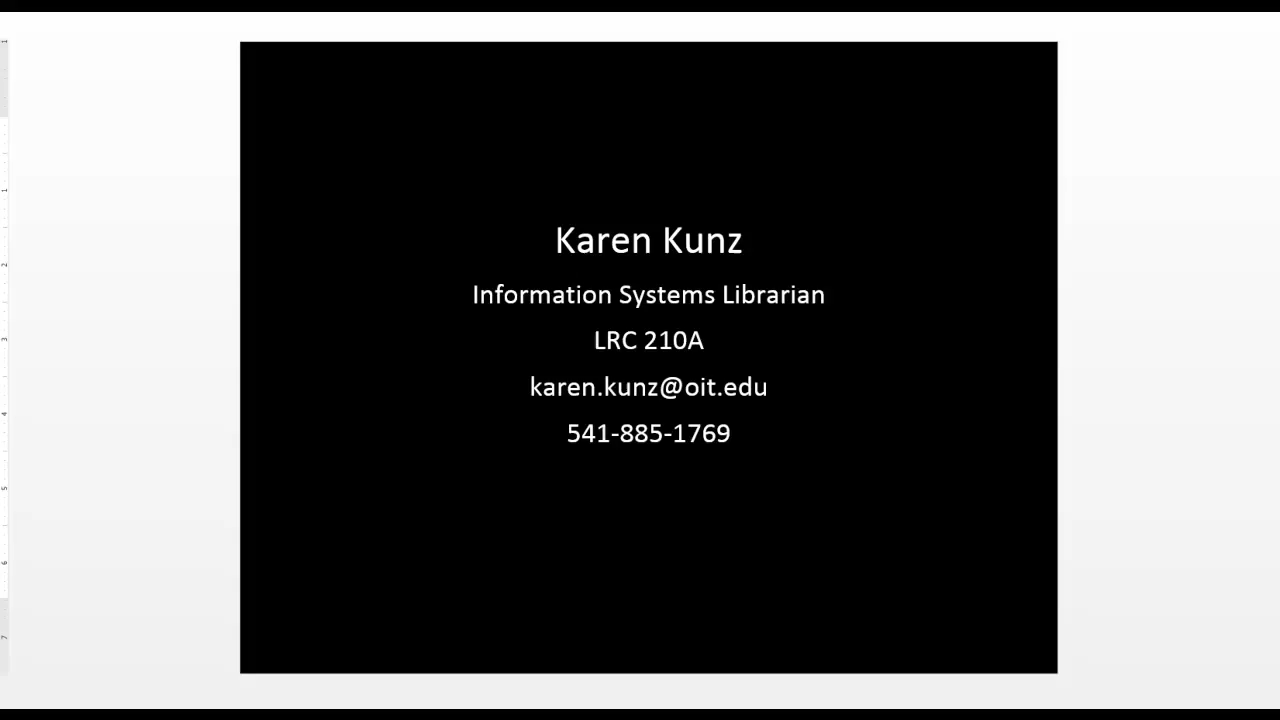 Karen Kunz
Information Systems Librarian
LRC 210A
karen.kunz@oit.edu
541-885-1769